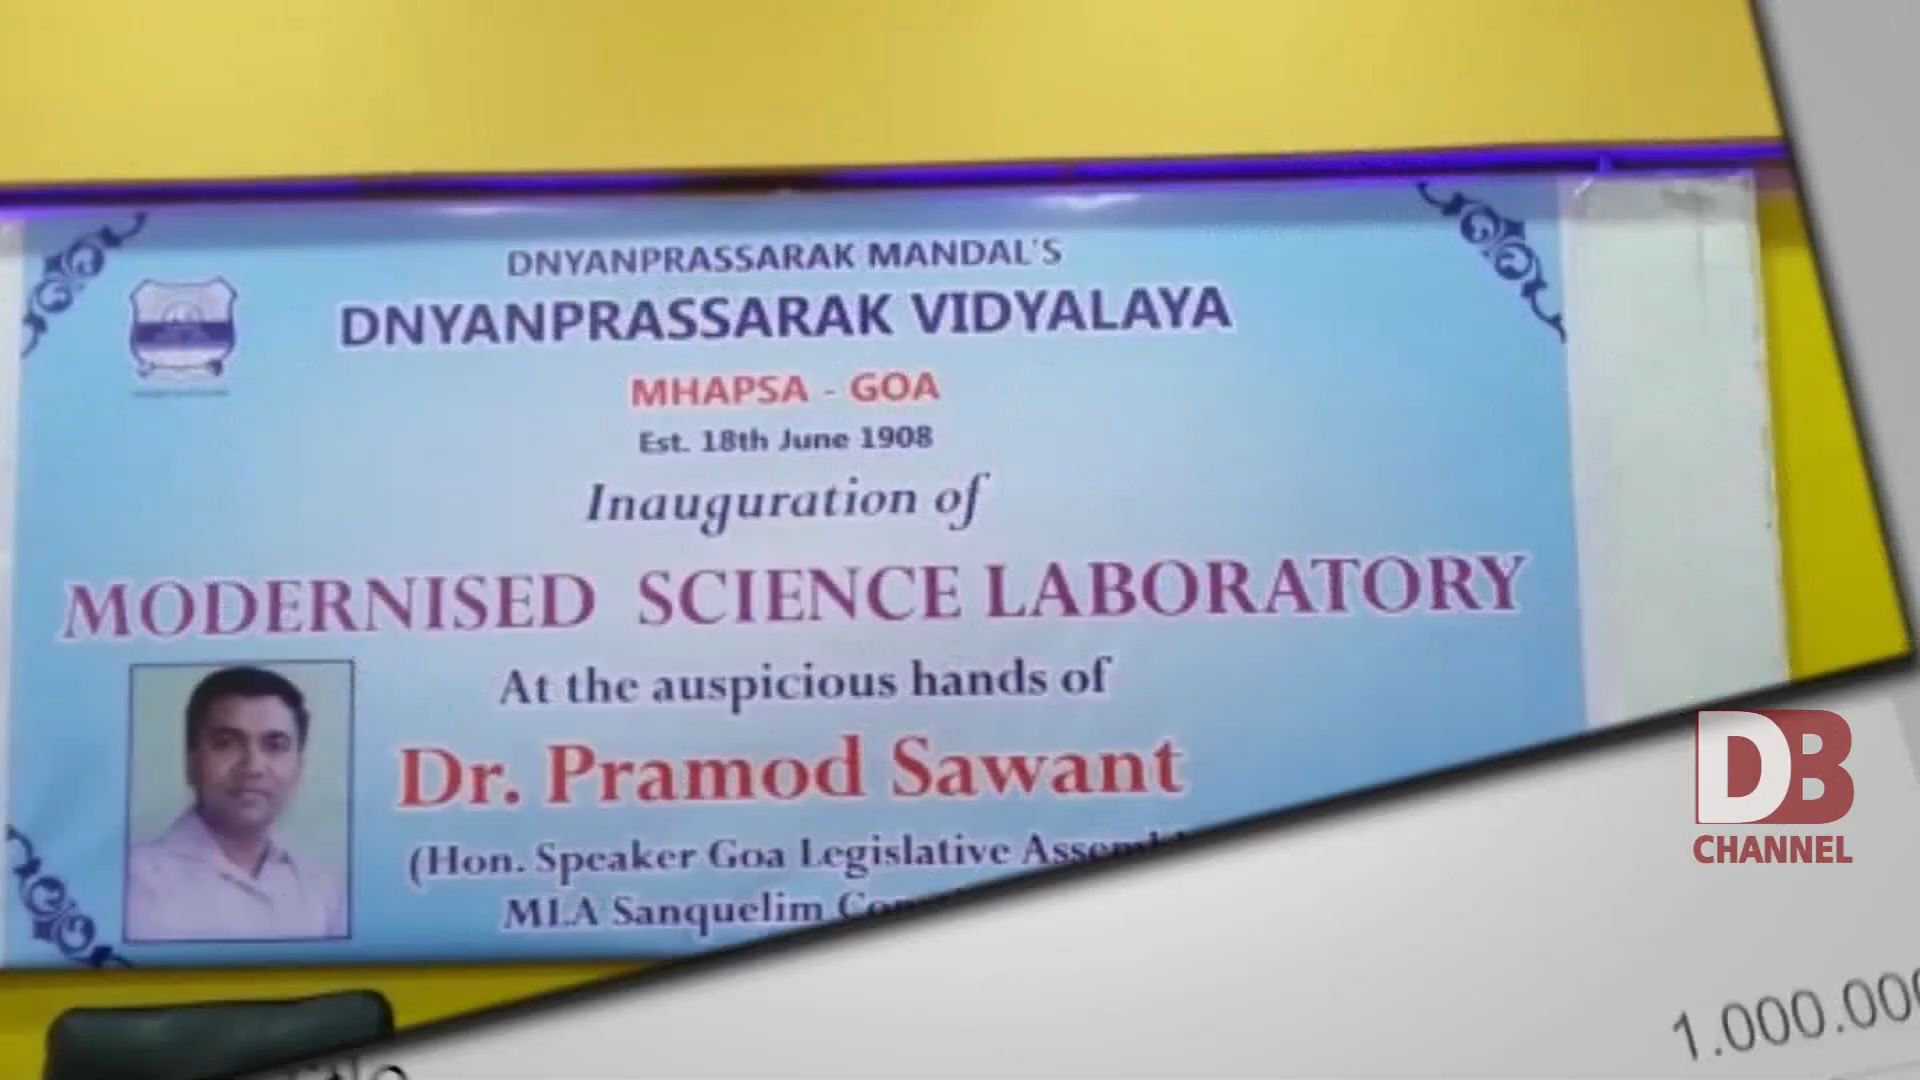 DNYANPRASSARAK MANDAL'S
DNYANPRASSARAK VIDYALAYA
MHAPSA - GOA
Est. 18th June 1908
Inauguration of
MODERNISED SCIENCE LABORATORY
At the auspicious hands of
Dr. Pramod Sawant
(Hon. Speaker Goa Legislative
MLA Sanquelim
DB
CHANNEL